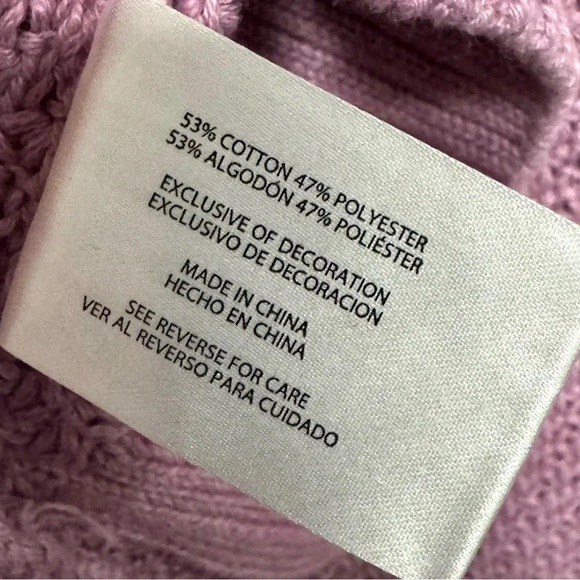 53% COTTON 47% POLYESTER
53% ALGODÓN 47% POLIÉSTER
EXCLUSIVE OF DECORATION
EXCLUSIVO DE DECORACION
MADE IN CHINA
HECHO EN CHINA
SEE REVERSE FOR CARE
VER AL REVERSO PARA CUIDADO